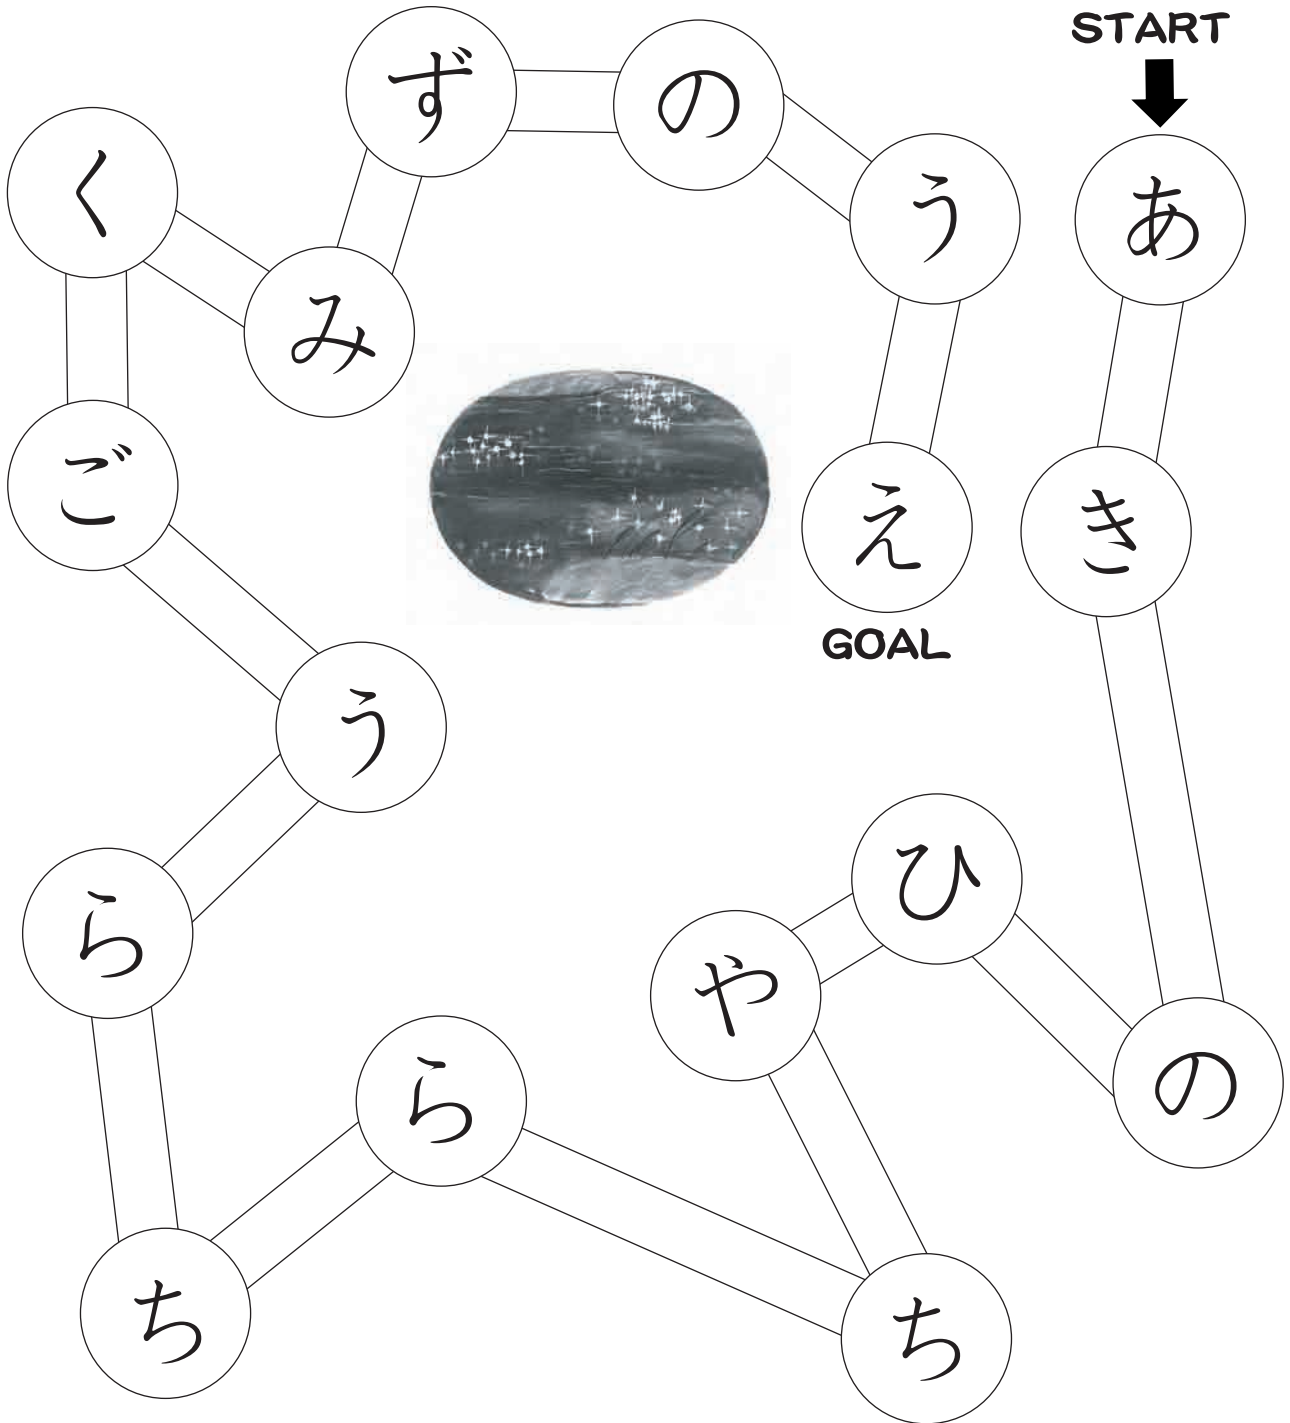 START
あ
き
の
ひ
や
ち
ら
ち
ら
う
ご
く
み
ず
の
う
え
GOAL